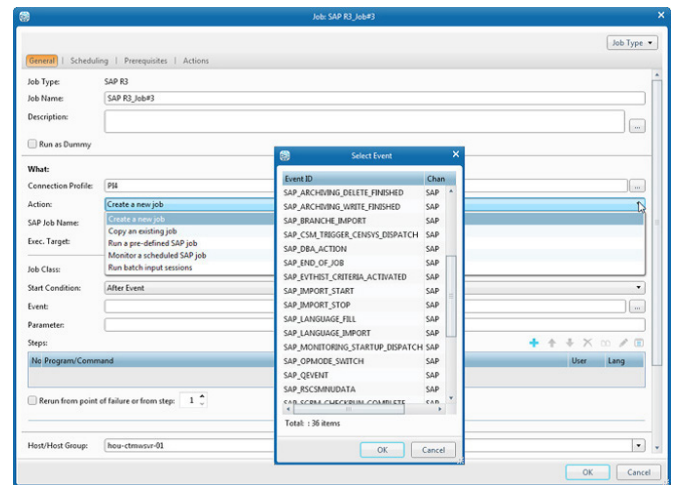 Job: SAP R3_Job#3
Job Type
General | Scheduling | Prerequisites | Actions
Job Type: SAP R3
Job Name: SAP R3_Job#3
Description:
...
Run as Dummy
What:
Connection Profile: PI4
...
Action: Create a new job
Create a new job
SAP Job Name:
Copy an existing job
Run a pre-defined SAP job
Exec. Target:
Monitor a scheduled SAP job
Run batch input sessions
Job Class:
Start Condition: After Event
Event:
...
Parameter:
Steps:
No Program/Command User Lang
Rerun from point of failure or from step: 1
Host/Host Group: hou-ctmwsvr-01
OK Cancel
Select Event
Event ID Chan
SAP_ARCHIVING_DELETE_FINISHED SAP
SAP_ARCHIVING_WRITE_FINISHED SAP
SAP_BRANCHE_IMPORT SAP
SAP_CSM_TRIGGER_CENSYS_DISPATCH SAP
SAP_DBA_ACTION SAP
SAP_END_OF_JOB SAP
SAP_EVTHIST_CRITERIA_ACTIVATED SAP
SAP_IMPORT_START SAP
SAP_IMPORT_STOP SAP
SAP_LANGUAGE_FILL SAP
SAP_LANGUAGE_IMPORT SAP
SAP_MONITORING_STARTUP_DISPATCH SAP
SAP_OPMODE_SWITCH SAP
SAP_QEVENT SAP
SAP_RSCSMNUDATA SAP
SAP_SCRM_CHECKRUN_COMPLETE SAP
Total: : 36 items
OK Cancel